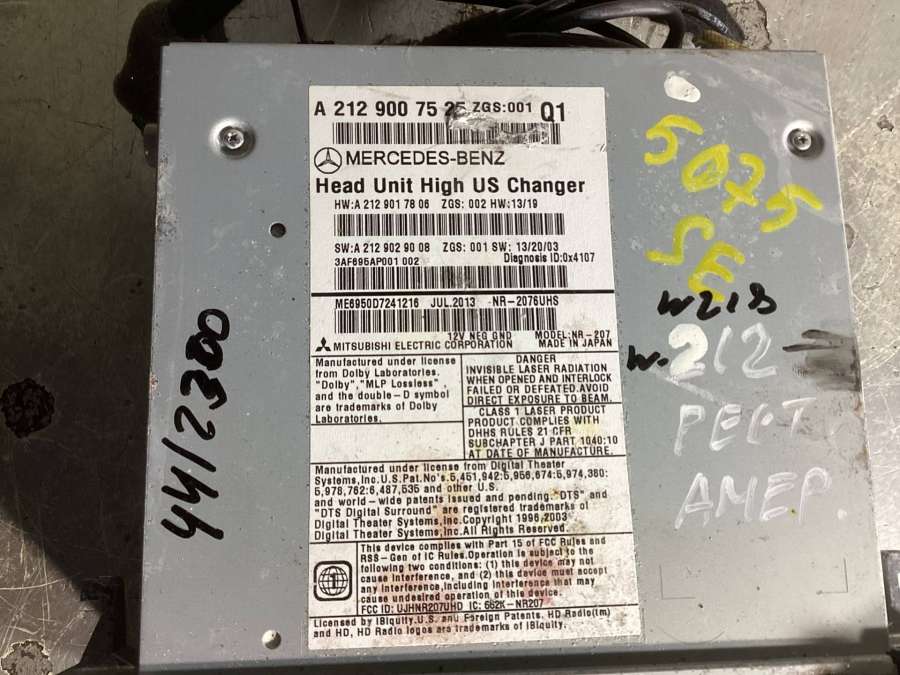 A 212 900 75 25 ZGS:001 Q1
MERCEDES-BENZ
Head Unit High US Changer
HW:A 212 901 78 06 ZGS: 002 HW:13/19
SW:A 212 902 90 08 ZGS: 001 SW: 13/20/03
3AF695AP001 002 Diagnosis ID:0x4107
ME6950D7241216 JUL.2013 -NR-2076UHS
12V NEG GND MODEL:NR-207
MITSUBISHI ELECTRIC CORPORATION MADE IN JAPAN
Manufactured under license
from Dolby Laboratories.
"Dolby","MLP Lossless" ,
and the double-D symbol
are trademarks of Dolby
Laboratories.
DANGER
INVISIBLE LASER RADIATION
WHEN OPENED AND INTERLOCK
FAILED OR DEFEATED.AVOID
DIRECT EXPOSURE TO BEAM.
CLASS 1 LASER PRODUCT
PRODUCT COMPLIES WITH
DHHS RULES 21 CFR
SUBCHAPTER J PART 1040:10
AT DATE OF MANUFACTURE.
Manufactured under license from Digital Theater
Systems,Inc.U.S.Pat.No's.5,451,942:5,956,674:5,974,380:
5,978,762:6,487,535 and other U.S.
and world-wide patents issued and pending. "DTS" and
"DTS Digital Surround" are registered trademarks of
Digital Theater Systems,Inc.Copyright 1996,2003
Digital Theater Systems,Inc.All Rights Reserved.
This device complies with Part 15 of FCC Rules and
RSS-Gen of IC Rules.Operation is subject to the
following two conditions: (1) this device may not
cause interference, and (2) this device must accept
any interference,including interference that may
cause undesired operation of this device.
FCC ID: UJHNR207UHD IC: 662K-NR207
Licensed by iBiquity.U.S. and Foreign Patents. HD Radio(tm)
and HD, HD Radio logos are trademarks of iBiquity.
5075
SE
W218
W.212
РЕСТ
АМЕР.
44/2300